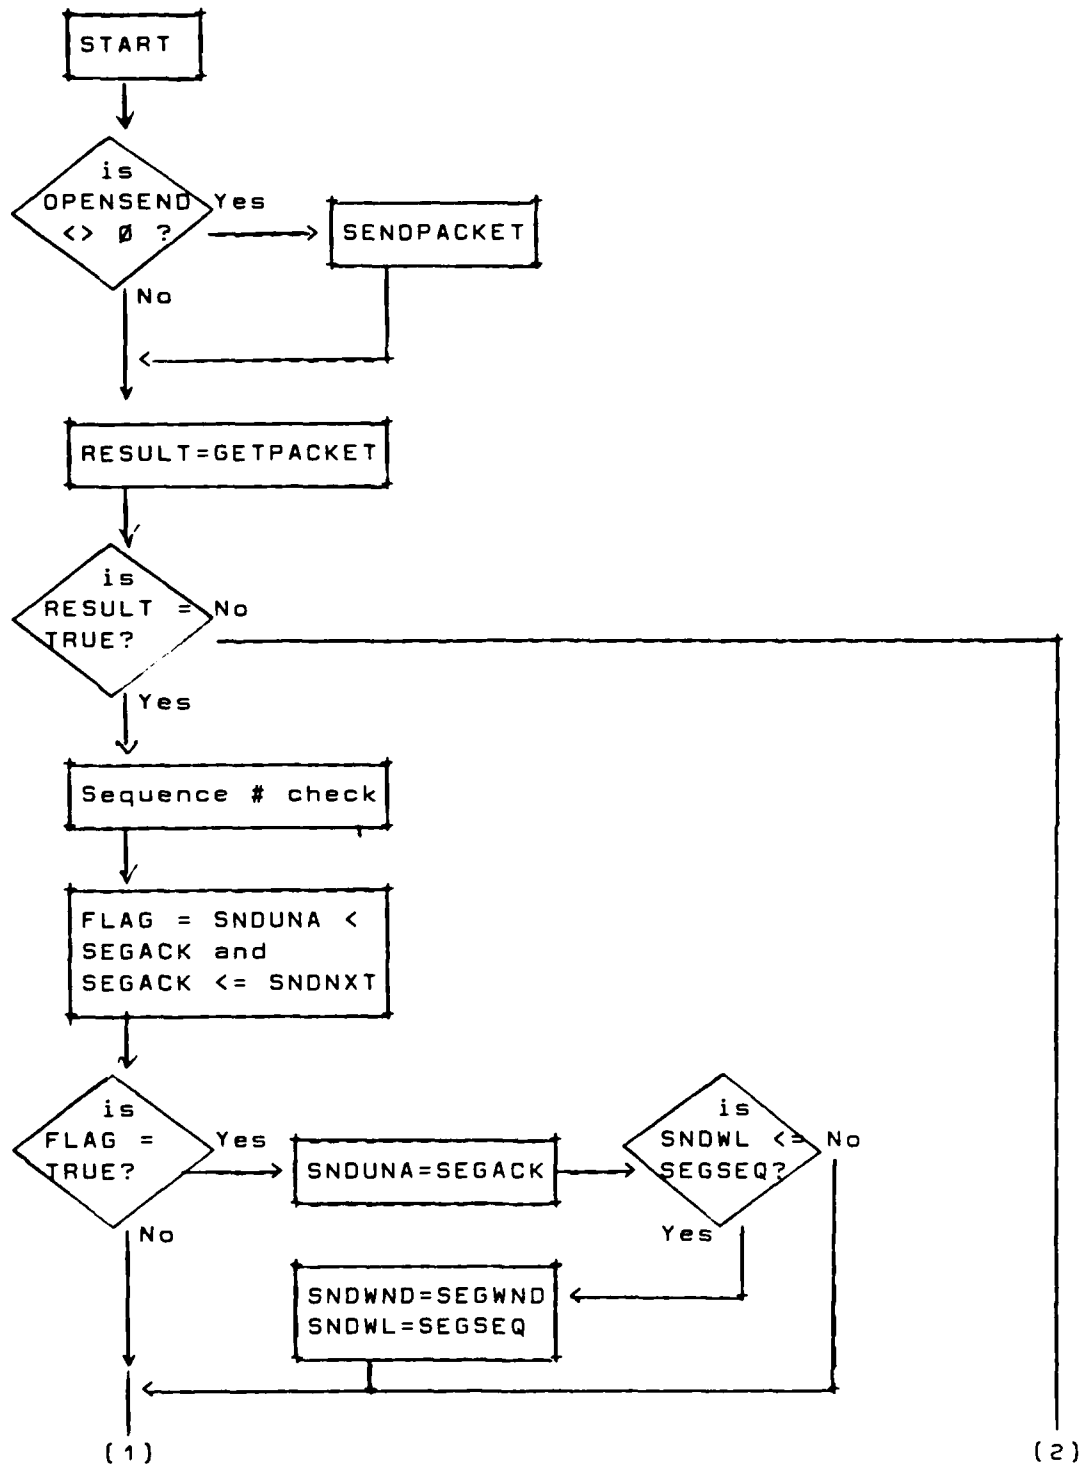 START
is
OPENSEND Yes
<> Ø ?
SENDPACKET
No
RESULT=GETPACKET
is
RESULT = No
TRUE?
Yes
Sequence # check
FLAG = SNDUNA <
SEGACK and
SEGACK <= SNDNXT
is
FLAG = Yes
TRUE?
SNDUNA=SEGACK
is
SNDWL <= No
SEGSEQ?
No
Yes
SNDWND=SEGWND
SNDWL=SEGSEQ
(1)
(2)